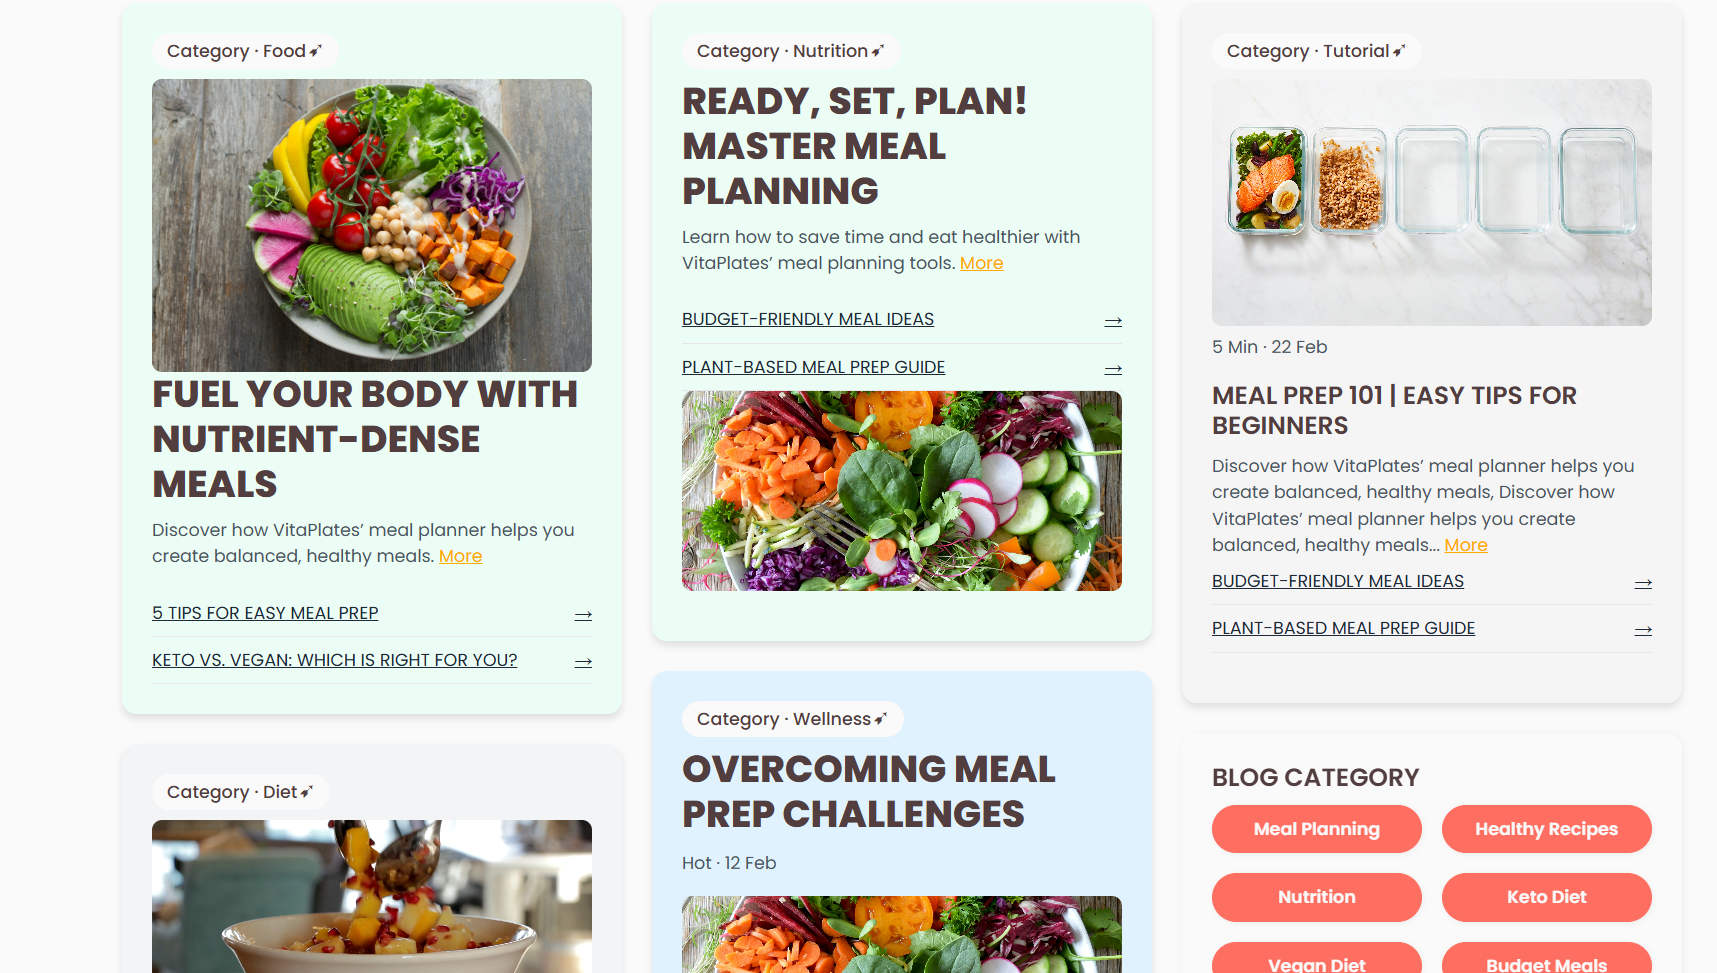 Category · Food➶
FUEL YOUR BODY WITH
NUTRIENT-DENSE
MEALS
Discover how VitaPlates’ meal planner helps you
create balanced, healthy meals. More
5 TIPS FOR EASY MEAL PREP →
KETO VS. VEGAN: WHICH IS RIGHT FOR YOU? →
Category · Diet➶
Category · Nutrition➶
READY, SET, PLAN!
MASTER MEAL
PLANNING
Learn how to save time and eat healthier with
VitaPlates’ meal planning tools. More
BUDGET-FRIENDLY MEAL IDEAS →
PLANT-BASED MEAL PREP GUIDE →
Category · Wellness➶
OVERCOMING MEAL
PREP CHALLENGES
Hot · 12 Feb
Category · Tutorial➶
5 Min · 22 Feb
MEAL PREP 101 | EASY TIPS FOR
BEGINNERS
Discover how VitaPlates’ meal planner helps you
create balanced, healthy meals, Discover how
VitaPlates’ meal planner helps you create
balanced, healthy meals... More
BUDGET-FRIENDLY MEAL IDEAS →
PLANT-BASED MEAL PREP GUIDE →
BLOG CATEGORY
Meal Planning Healthy Recipes
Nutrition Keto Diet
Vegan Diet Budget Meals